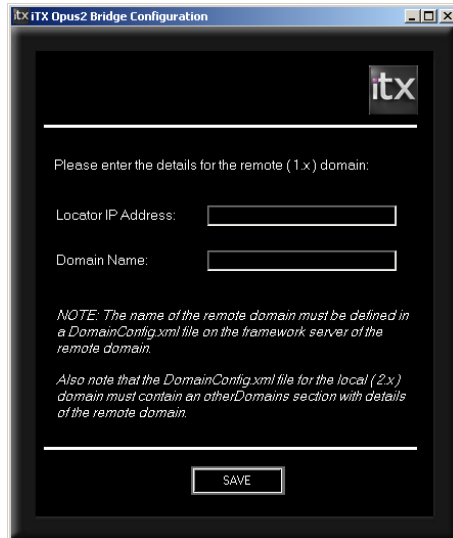 itx iTX Opus2 Bridge Configuration
itx
Please enter the details for the remote (1.x) domain:
Locator IP Address:
Domain Name:
NOTE: The name of the remote domain must be defined in
a DomainConfig.xml file on the framework server of the
remote domain.
Also note that the DomainConfig.xml file for the local (2.x)
domain must contain an otherDomains section with details
of the remote domain.
SAVE